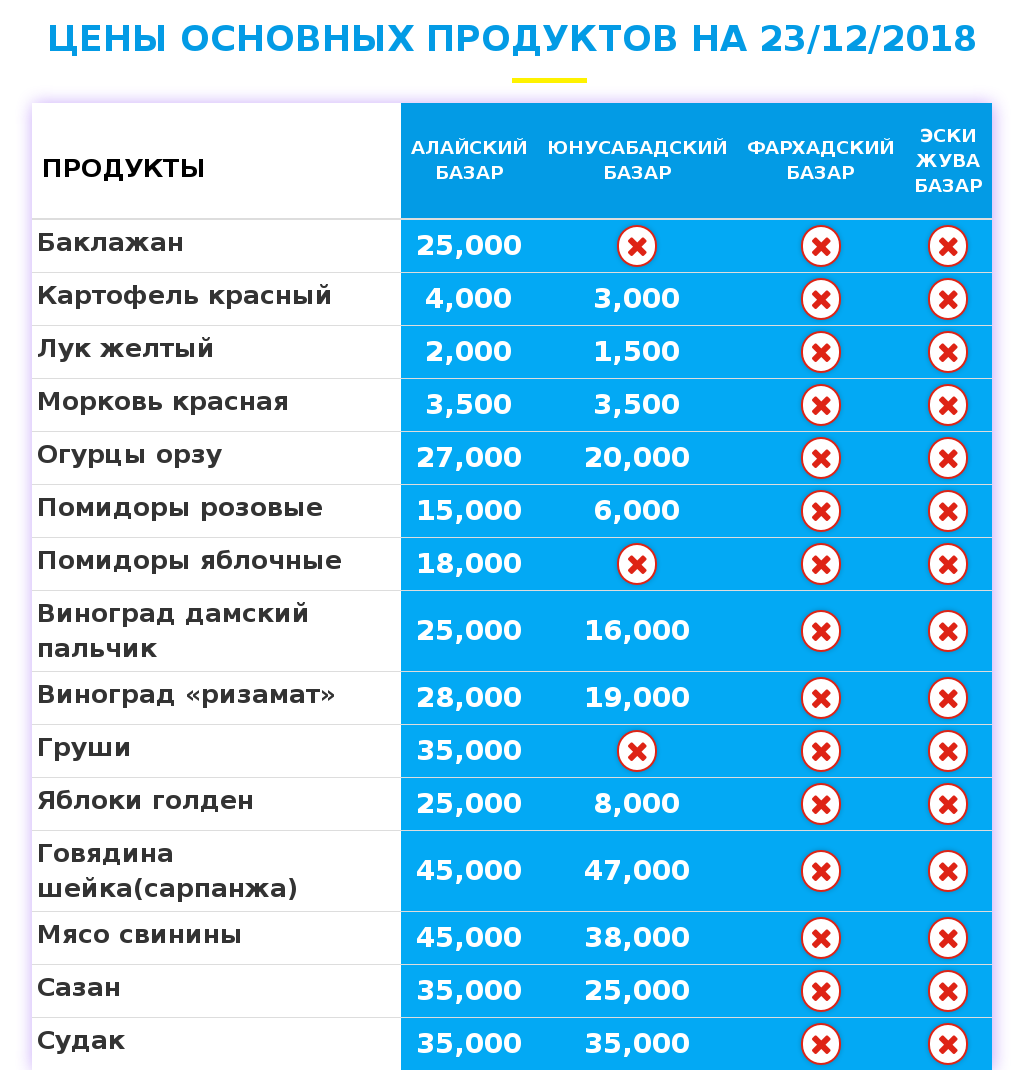 ЦЕНЫ ОСНОВНЫХ ПРОДУКТОВ НА 23/12/2018
ПРОДУКТЫ
АЛАЙСКИЙ
БАЗАР
ЮНУСАБАДСКИЙ
БАЗАР
ФАРХАДСКИЙ
БАЗАР
ЭСКИ
ЖУВА
БАЗАР
Баклажан 25,000
Картофель красный 4,000 3,000
Лук желтый 2,000 1,500
Морковь красная 3,500 3,500
Огурцы орзу 27,000 20,000
Помидоры розовые 15,000 6,000
Помидоры яблочные 18,000
Виноград дамский
пальчик 25,000 16,000
Виноград «ризамат» 28,000 19,000
Груши 35,000
Яблоки голден 25,000 8,000
Говядина
шейка(сарпанжа) 45,000 47,000
Мясо свинины 45,000 38,000
Сазан 35,000 25,000
Судак 35,000 35,000